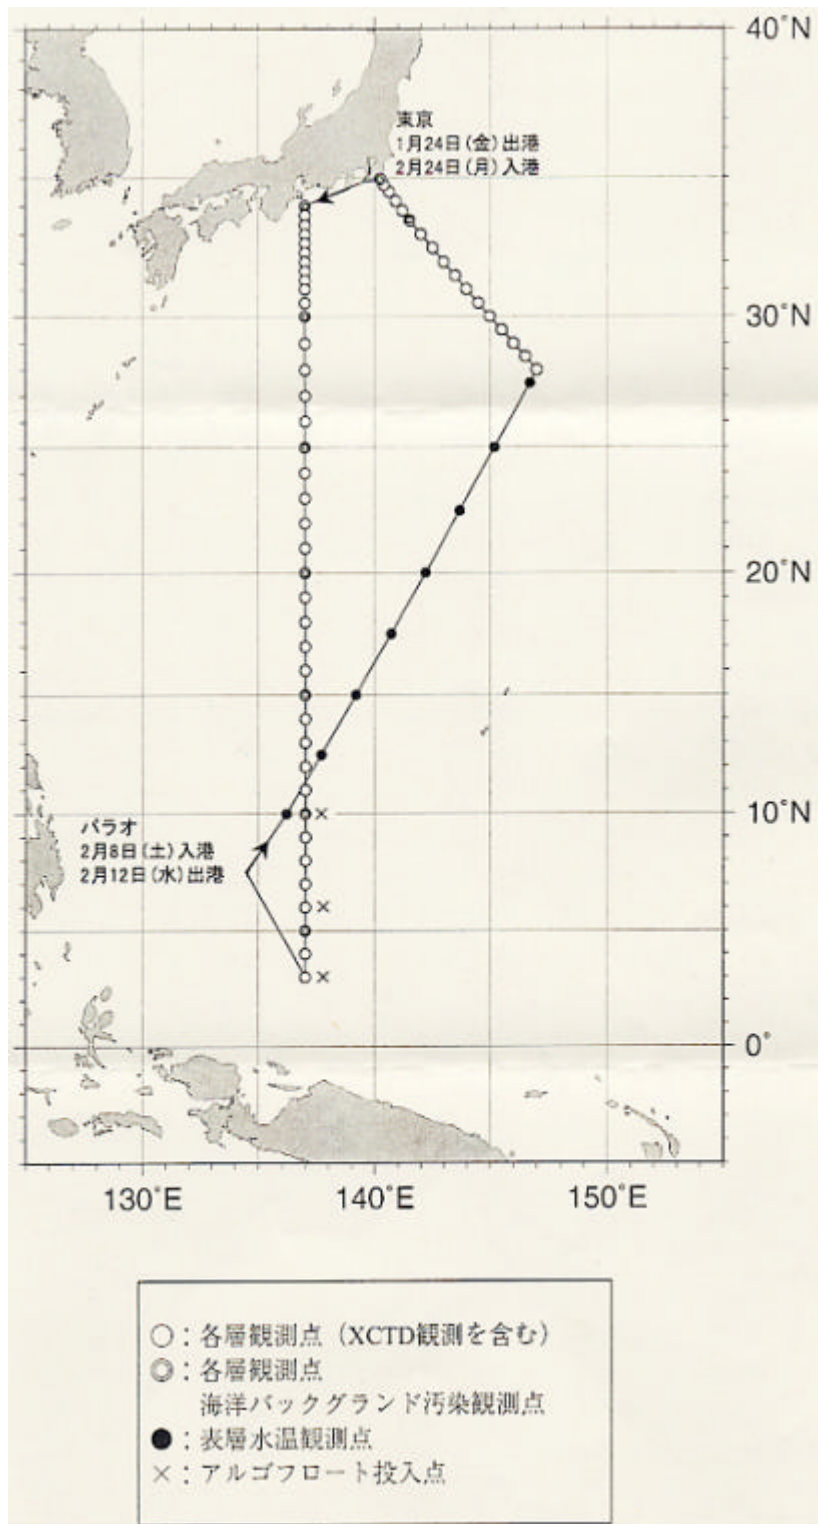 40°N
東京
1月24日(金)出港
2月24日(月)入港
30°N
20°N
10°N
パラオ
2月8日(土)入港
2月12日(水)出港
0°
130°E 140°E 150°E
○：各層観測点（XCTD観測を含む）
◎：各層観測点
海洋バックグランド汚染観測点
●：表層水温観測点
×：アルゴフロート投入点